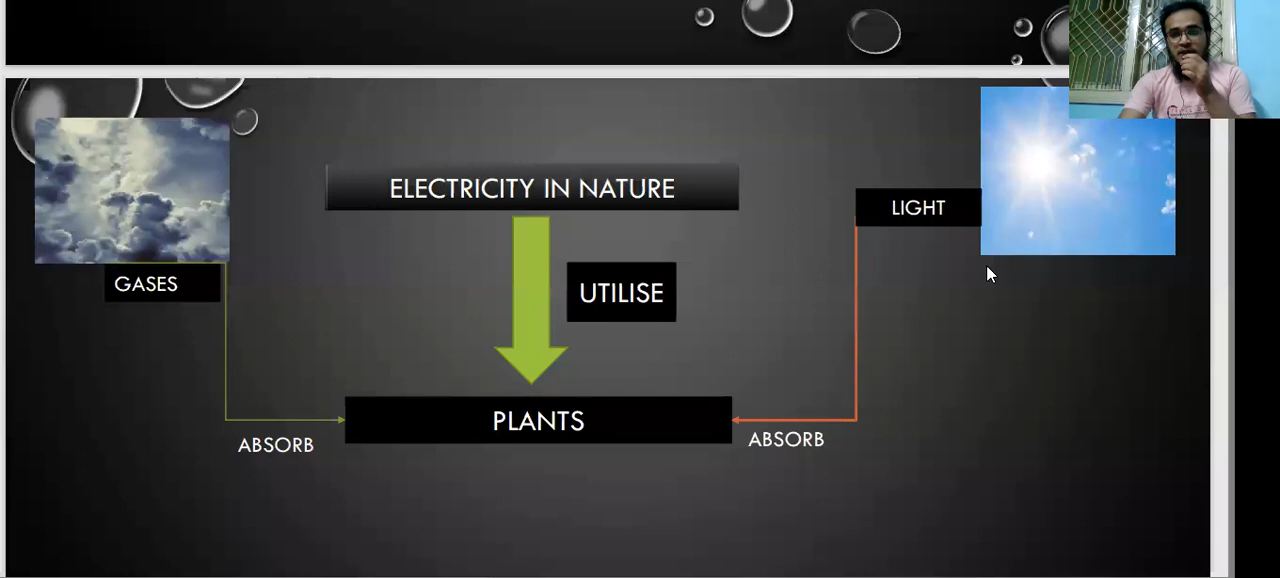 ELECTRICITY IN NATURE
LIGHT
GASES
UTILISE
PLANTS
ABSORB
ABSORB